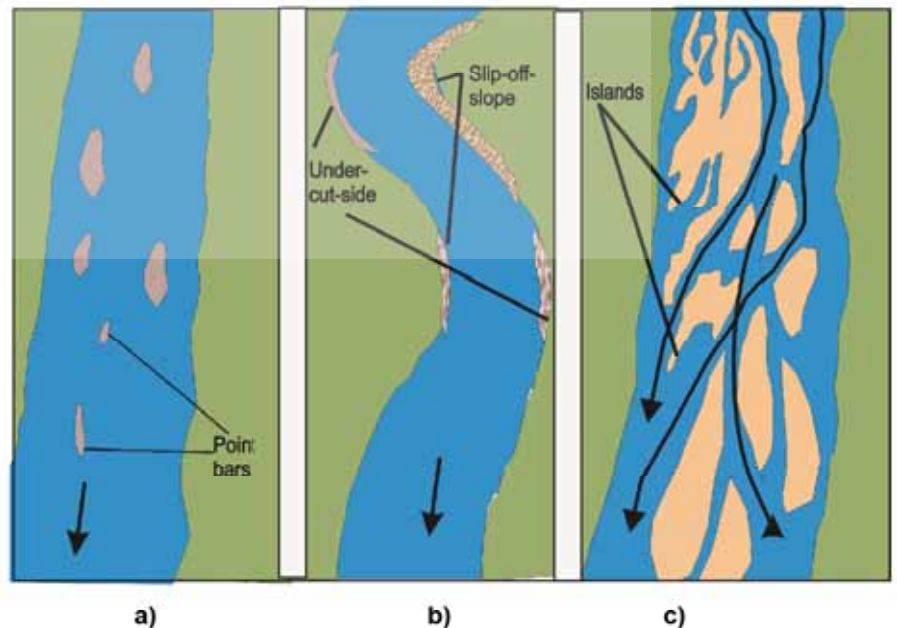 Slip-off-
slope
Under-
cut-side
Islands
Point
bars
a)
b)
c)